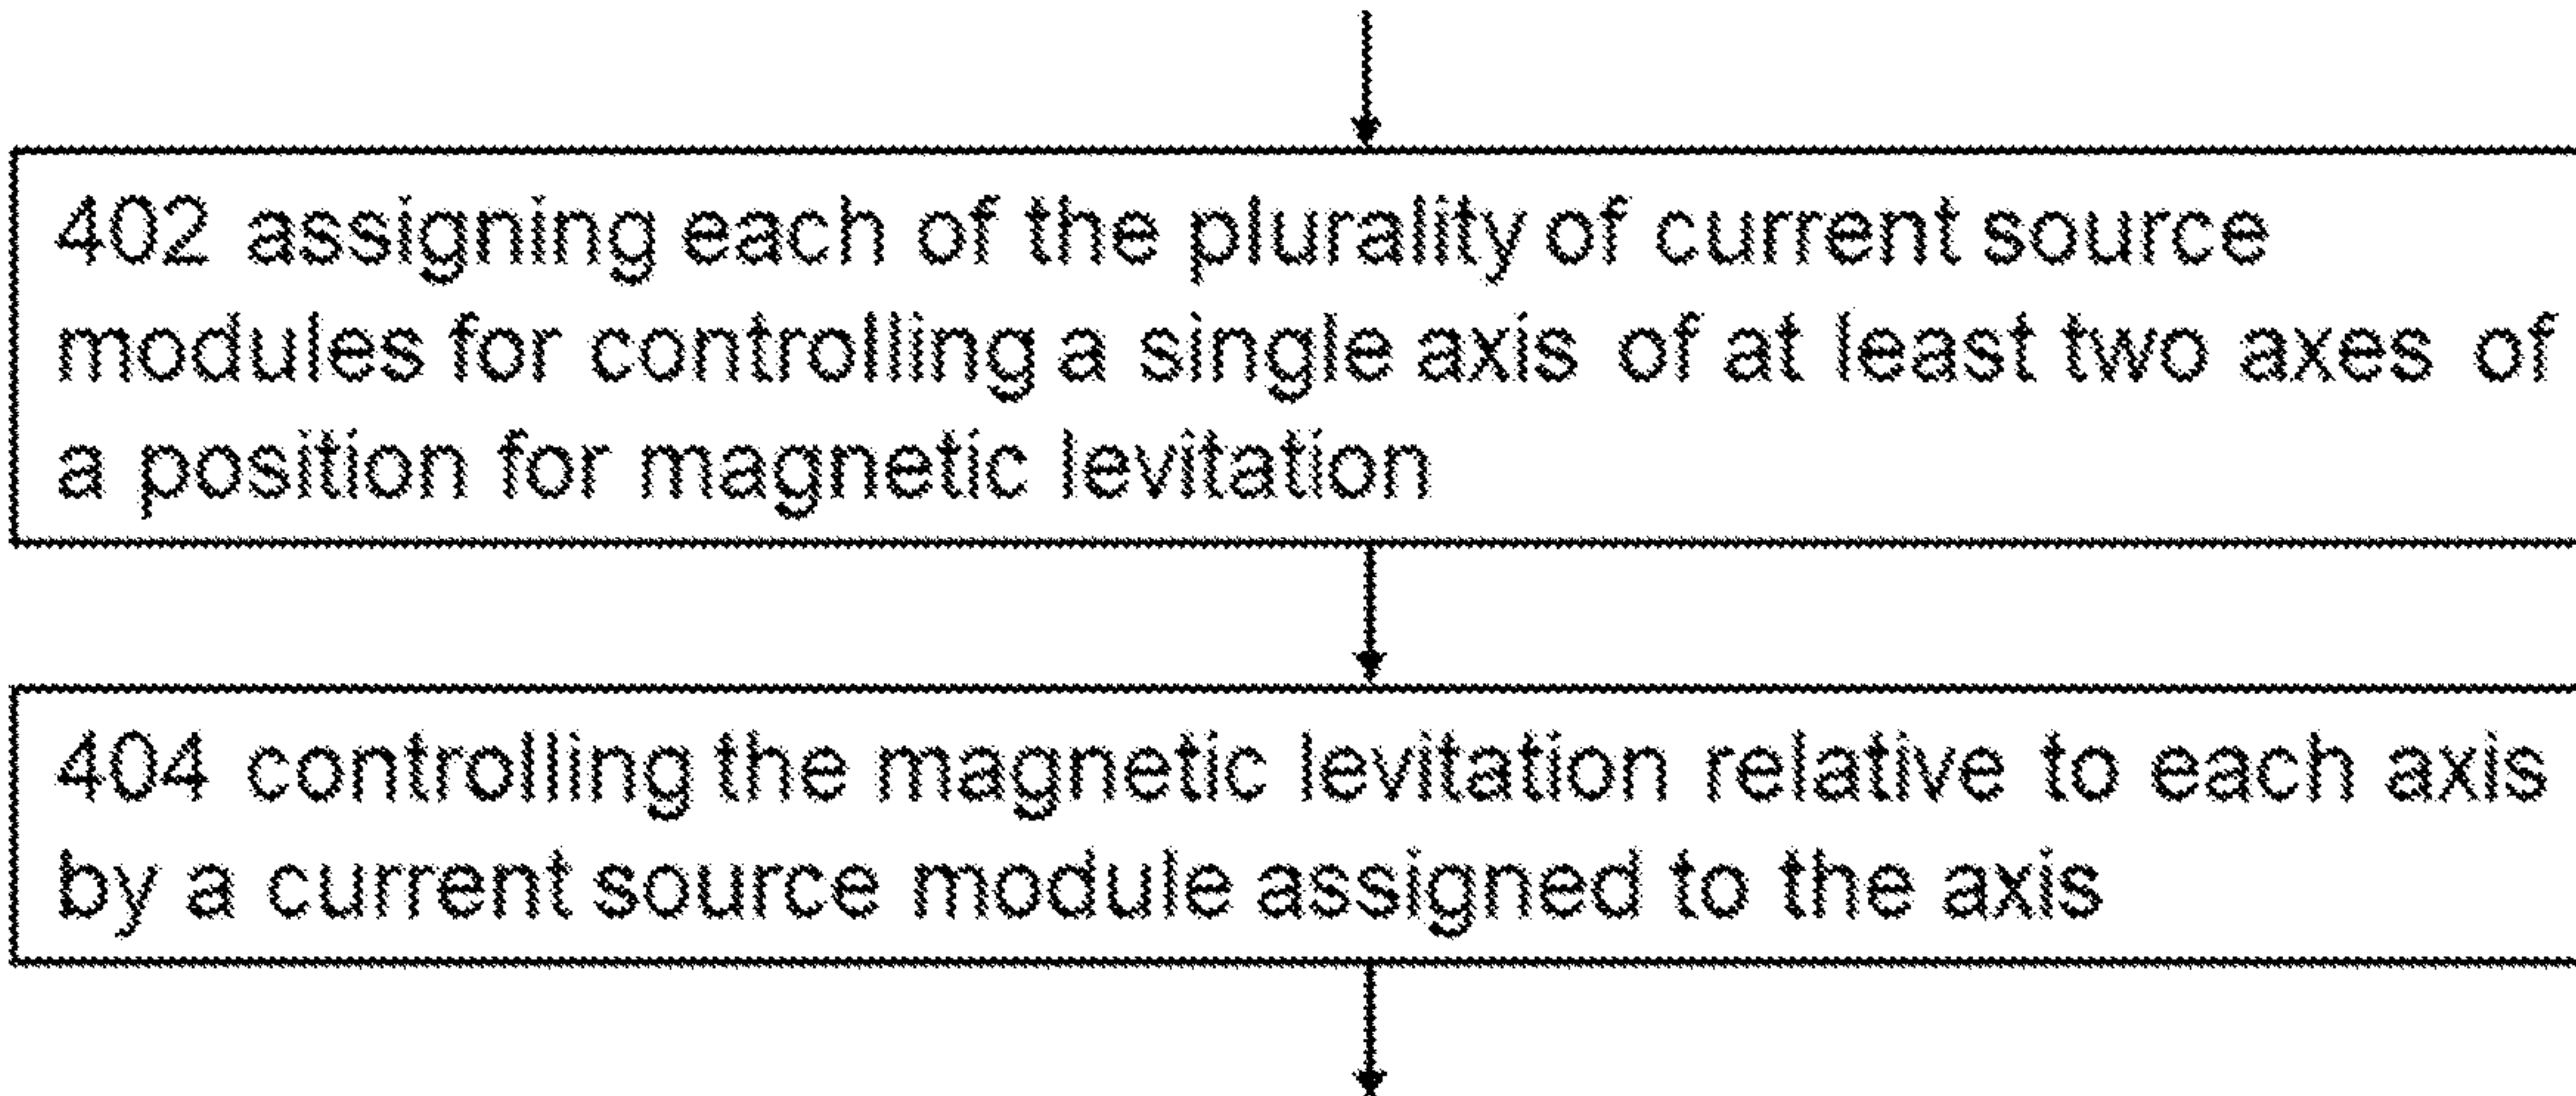 402 assigning each of the plurality of current source
modules for controlling a single axis of at least two axes of
a position for magnetic levitation
404 controlling the magnetic levitation relative to each axis
by a current source module assigned to the axis